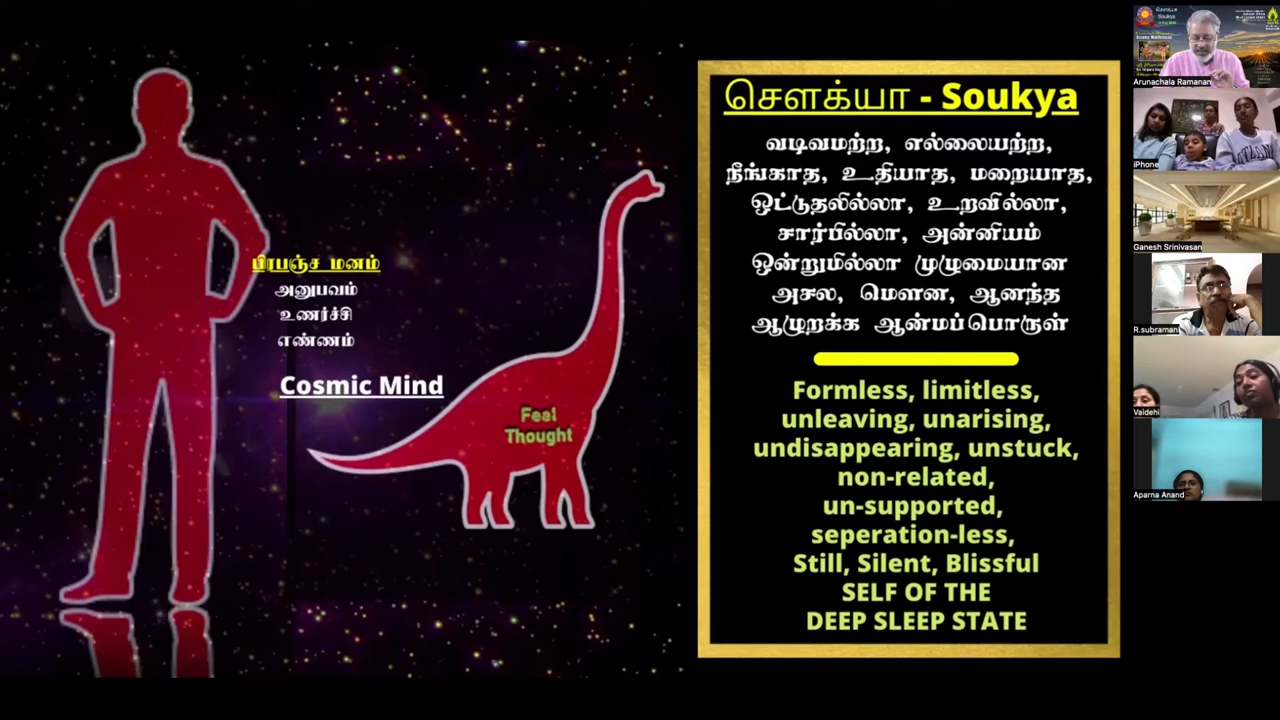 பிரபஞ்ச மனம்
அனுபவம்
உணர்ச்சி
எண்ணம்
Cosmic Mind
Feel
Thought
சௌக்யா - Soukya
வடிவமற்ற, எல்லையற்ற,
நீங்காத, உதியாத, மறையாத,
ஒட்டுதலில்லா, உறவில்லா,
சார்பில்லா, அன்னியம்
ஒன்றுமில்லா முழுமையான
அசல, மௌன, ஆனந்த
ஆழுறக்க ஆன்மப்பொருள்
Formless, limitless,
unleaving, unarising,
undisappearing, unstuck,
non-related,
un-supported,
seperation-less,
Still, Silent, Blissful
SELF OF THE
DEEP SLEEP STATE
Soukya
Arunachala Ramanan
iPhone
Ganesh Srinivasan
R.subramani
Vaidehi
Aparna Anand